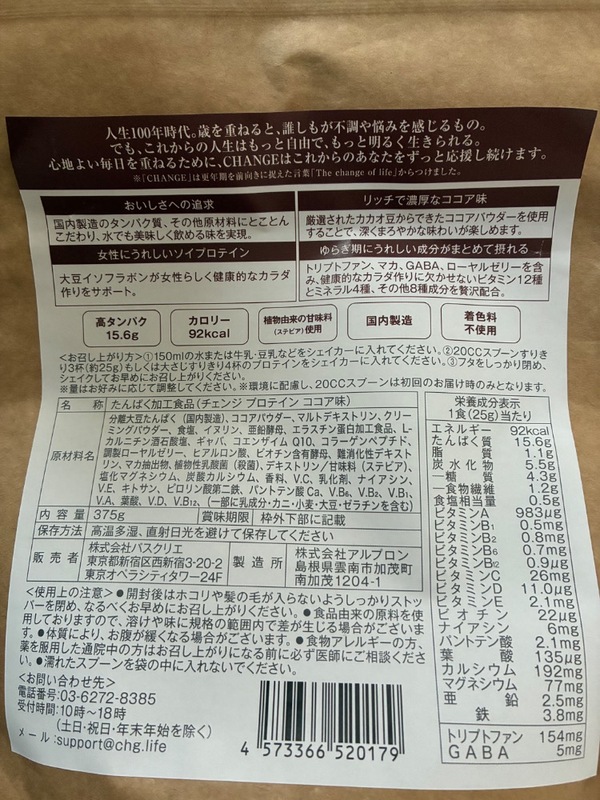 人生100年時代。歳を重ねると、誰しもが不調や悩みを感じるもの。
でも、これからの人生はもっと自由で、もっと明るく生きられる。
心地よい毎日を重ねるために、CHANGEはこれからのあなたをずっと応援し続けます。
※「CHANGE」は更年期を前向きに捉えた言葉「The change of life」からつけました。
おいしさへの追求
国内製造のタンパク質、その他原材料にとことん
こだわり、水でも美味しく飲める味を実現。
リッチで濃厚なココア味
厳選されたカカオ豆からできたココアパウダーを使用
することで、深くまろやかな味わいが楽しめます。
女性にうれしいソイプロテイン
大豆イソフラボンが女性らしく健康的なカラダ
作りをサポート。
ゆらぎ期にうれしい成分がまとめて摂れる
トリプトファン、マカ、GABA、ローヤルゼリーを含
み、健康的なカラダ作りに欠かせないビタミン12種
とミネラル4種、その他8種成分を贅沢配合。
高タンパク
15.6g
カロリー
92kcal
植物由来の甘味料
(ステビア)使用
国内製造
着色料
不使用
<お召し上がり方>①150mlの水または牛乳・豆乳などをシェイカーに入れてください。②20CCスプーンすりき
り3杯(約25g)もしくは大さじすりきり4杯のプロテインをシェイカーに入れてください。③フタをしっかり閉め、
シェイクしてお早めにお召し上がりください。
※量はお好みに応じて調整してください。※環境に配慮し、20CCスプーンは初回のお届け時のみとなります。
名 称 たんぱく加工食品(チェンジ プロテイン ココア味)
原材料名
分離大豆たんぱく(国内製造)、ココアパウダー、マルトデキストリン、クリー
ミングパウダー、食塩、イヌリン、亜鉛酵母、エラスチン蛋白加工食品、L-
カルニチン酒石酸塩、ギャバ、コエンザイムQ10、コラーゲンペプチド、
調製ローヤルゼリー、ヒアルロン酸、ビオチン含有酵母、難消化性デキスト
リン、マカ抽出物、植物性乳酸菌(殺菌)、デキストリン/甘味料(ステビア)、
塩化マグネシウム、炭酸カルシウム、香料、V.C、乳化剤、ナイアシン、
V.E、キトサン、ピロリン酸第二鉄、パントテン酸Ca、V.B₆、V.B₂、V.B₁、
V.A、葉酸、V.D、V.B₁₂、(一部に乳成分・カニ・小麦・大豆・ゼラチンを含む)
内容量 375g 賞味期限 枠外下部に記載
保存方法 高温多湿、直射日光を避けて保存してください
販売者
株式会社バスクリエ
東京都新宿区西新宿3-20-2
東京オペラシティタワー24F
製造所
株式会社アルプロン
島根県雲南市加茂町
南加茂1204-1
<使用上の注意>●開封後はホコリや髪の毛が入らないようしっかりストッ
パーを閉め、なるべくお早めにお召し上がりください。●食品由来の原料を使
用しておりますので、溶けや味に規格の範囲内で差が生じる場合がございま
す。●体質により、お腹が緩くなる場合がございます。●食物アレルギーの方、
薬を服用した通院中の方はお召し上がりになる前に必ず医師にご相談くださ
い。●濡れたスプーンを袋の中に入れないでください。
<お問い合わせ先>
電話番号:03-6272-8385
受付時間:10時〜18時
(土日・祝日・年末年始を除く)
メール:support@chg.life
4 573366 520179
栄養成分表示
1食(25g)当たり
エネルギー 92kcal
たんぱく質 15.6g
脂質 1.1g
炭水化物 5.5g
―糖質 4.3g
―食物繊維 1.2g
食塩相当量 0.5g
ビタミンA 983μg
ビタミンB₁ 0.5mg
ビタミンB₂ 0.8mg
ビタミンB₆ 0.7mg
ビタミンB₁₂ 0.9μg
ビタミンC 26mg
ビタミンD 11.0μg
ビタミンE 2.1mg
ビオチン 22μg
ナイアシン 6mg
パントテン酸 2.1mg
葉酸 135μg
カルシウム 192mg
マグネシウム 77mg
亜鉛 2.5mg
鉄 3.8mg
トリプトファン 154mg
GABA 5mg